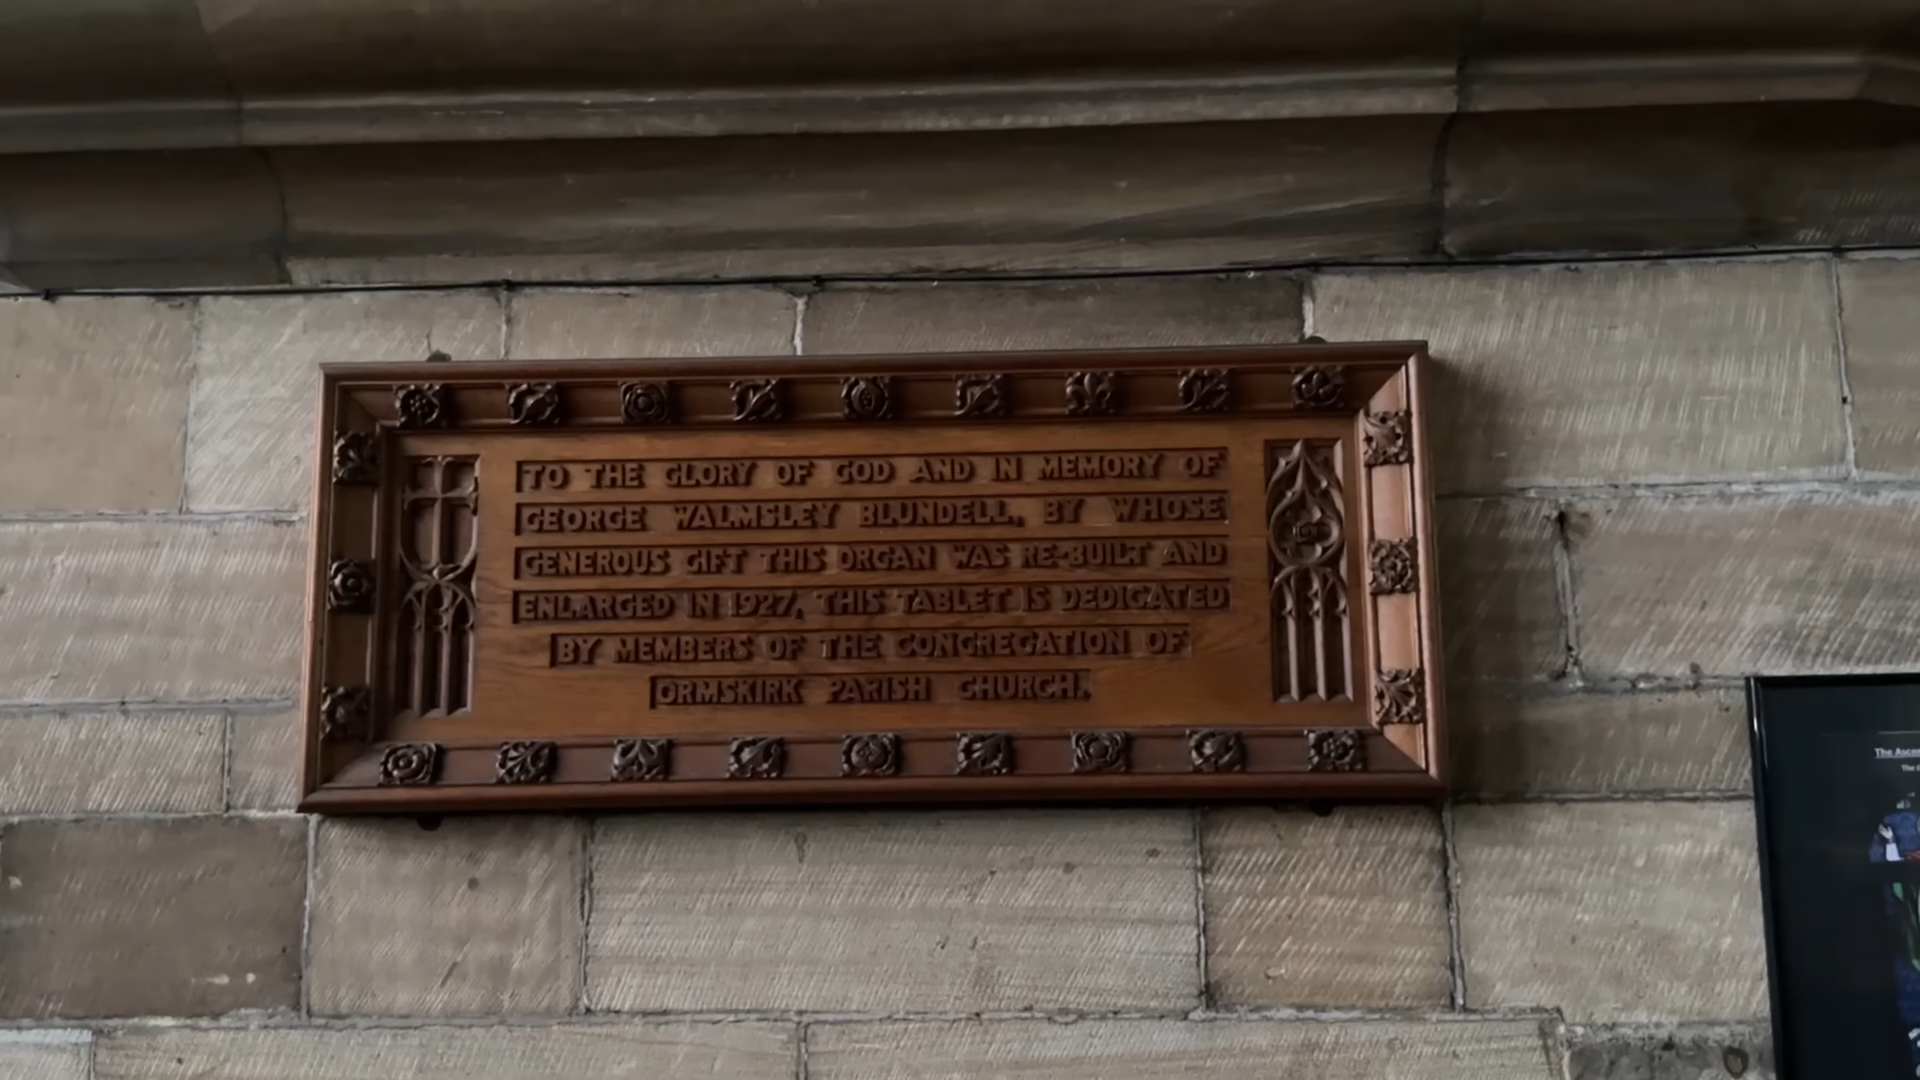 TO THE GLORY OF GOD AND IN MEMORY OF
GEORGE WALMSLEY BLUNDELL, BY WHOSE
GENEROUS GIFT THIS ORGAN WAS RE-BUILT AND
ENLARGED IN 1927, THIS TABLET IS DEDICATED
BY MEMBERS OF THE CONGREGATION OF
ORMSKIRK PARISH CHURCH.
The
The